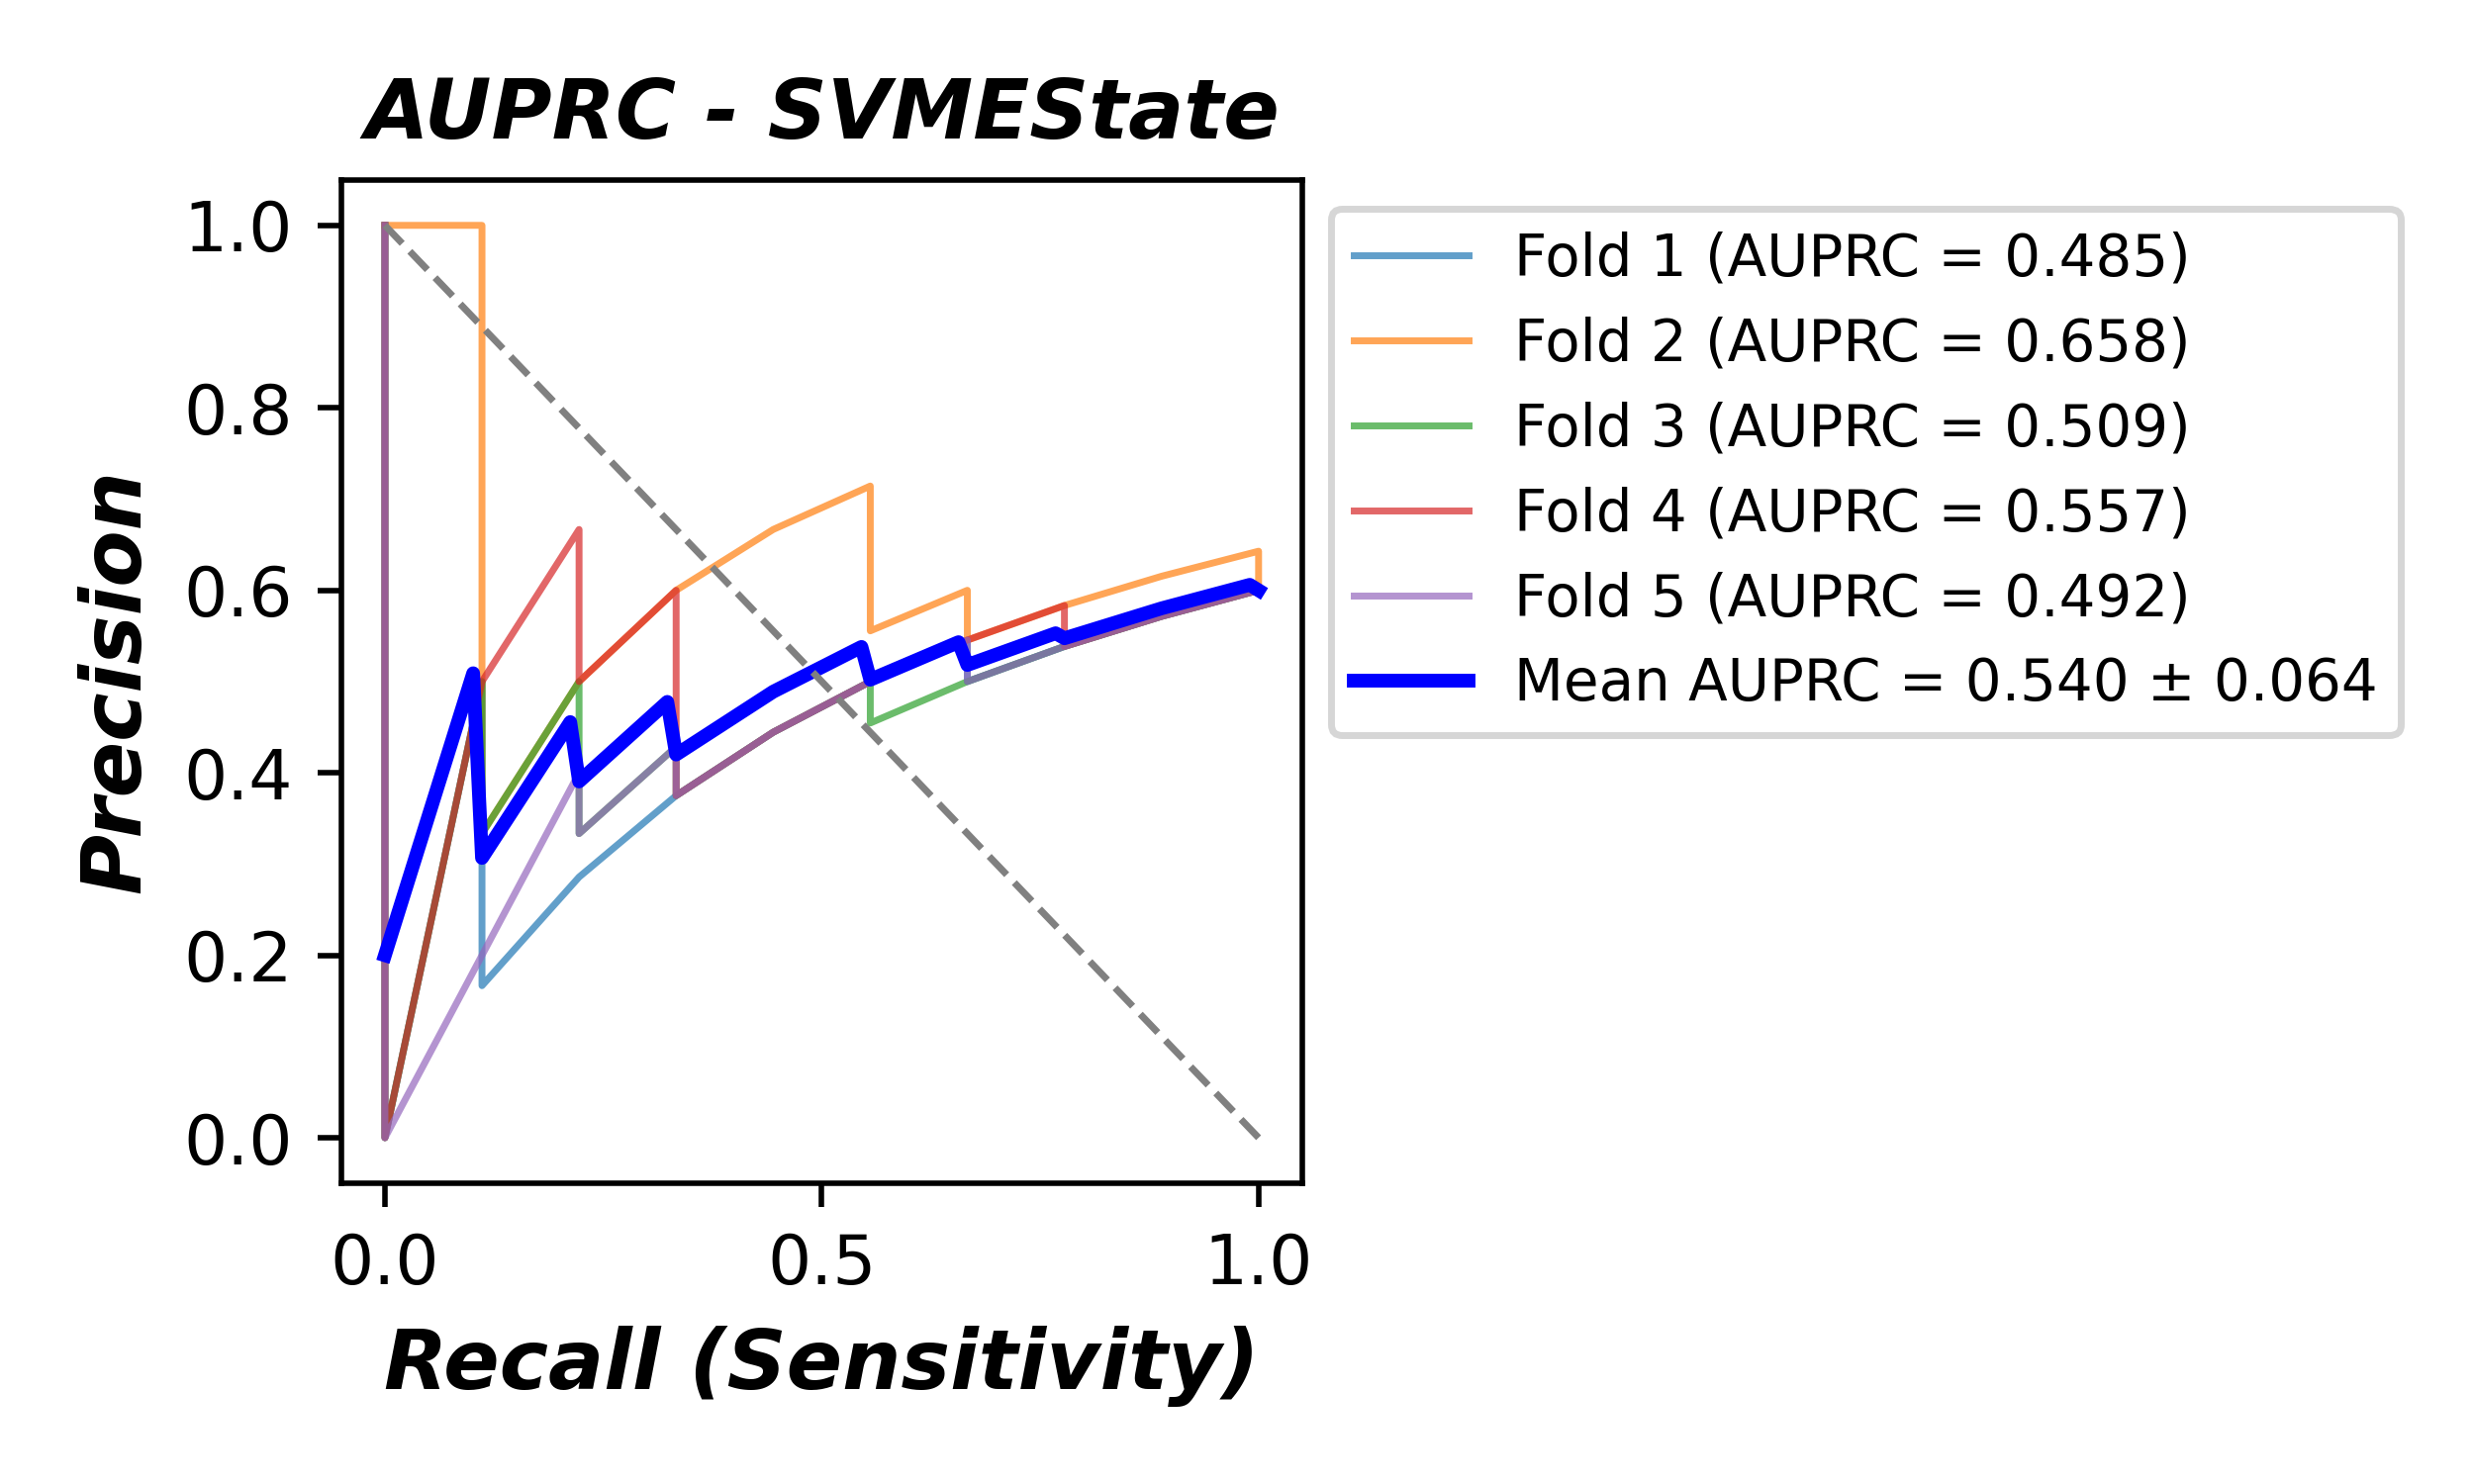 AUPRC - SVMEState
Precision
1.0
0.8
0.6
0.4
0.2
0.0
0.0 0.5 1.0
Recall (Sensitivity)
Fold 1 (AUPRC = 0.485)
Fold 2 (AUPRC = 0.658)
Fold 3 (AUPRC = 0.509)
Fold 4 (AUPRC = 0.557)
Fold 5 (AUPRC = 0.492)
Mean AUPRC = 0.540 ± 0.064